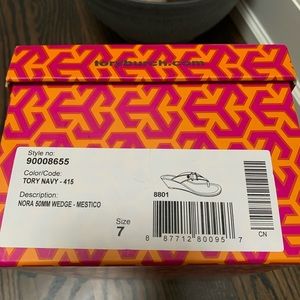 toryburch.com
Style no:
90008655
Color/Code:
TORY NAVY - 415
Description:
NORA 50MM WEDGE - MESTICO
Size
7
8801
8 87712 80095 7
CN